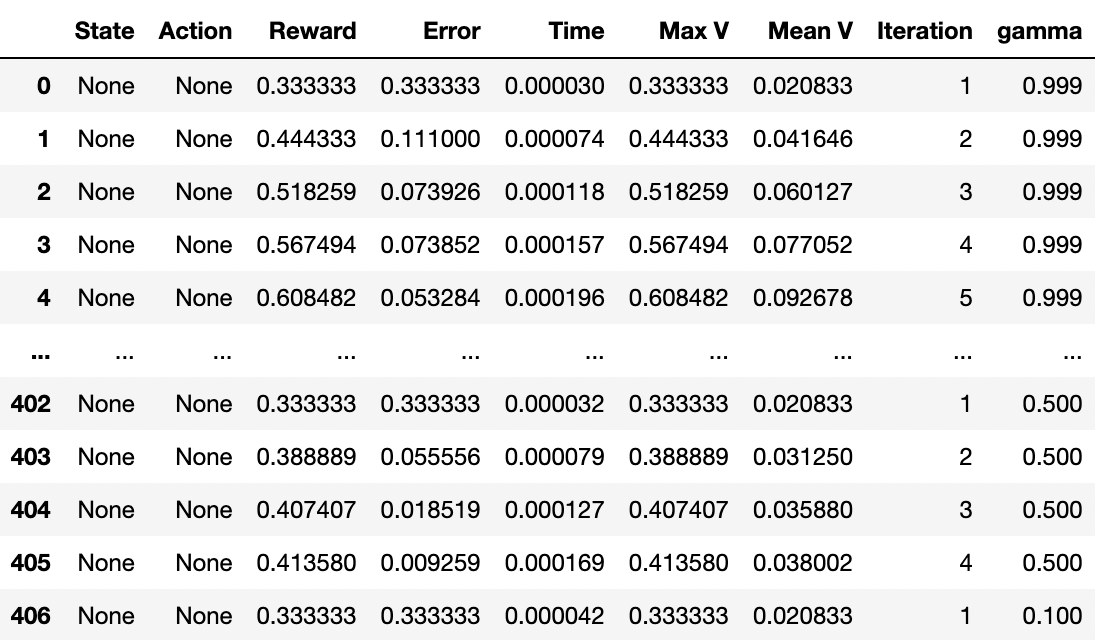 State Action Reward Error Time Max V Mean V Iteration gamma
0 None None 0.333333 0.333333 0.000030 0.333333 0.020833 1 0.999
1 None None 0.444333 0.111000 0.000074 0.444333 0.041646 2 0.999
2 None None 0.518259 0.073926 0.000118 0.518259 0.060127 3 0.999
3 None None 0.567494 0.073852 0.000157 0.567494 0.077052 4 0.999
4 None None 0.608482 0.053284 0.000196 0.608482 0.092678 5 0.999
... ... ... ... ... ... ... ... ... ...
402 None None 0.333333 0.333333 0.000032 0.333333 0.020833 1 0.500
403 None None 0.388889 0.055556 0.000079 0.388889 0.031250 2 0.500
404 None None 0.407407 0.018519 0.000127 0.407407 0.035880 3 0.500
405 None None 0.413580 0.009259 0.000169 0.413580 0.038002 4 0.500
406 None None 0.333333 0.333333 0.000042 0.333333 0.020833 1 0.100